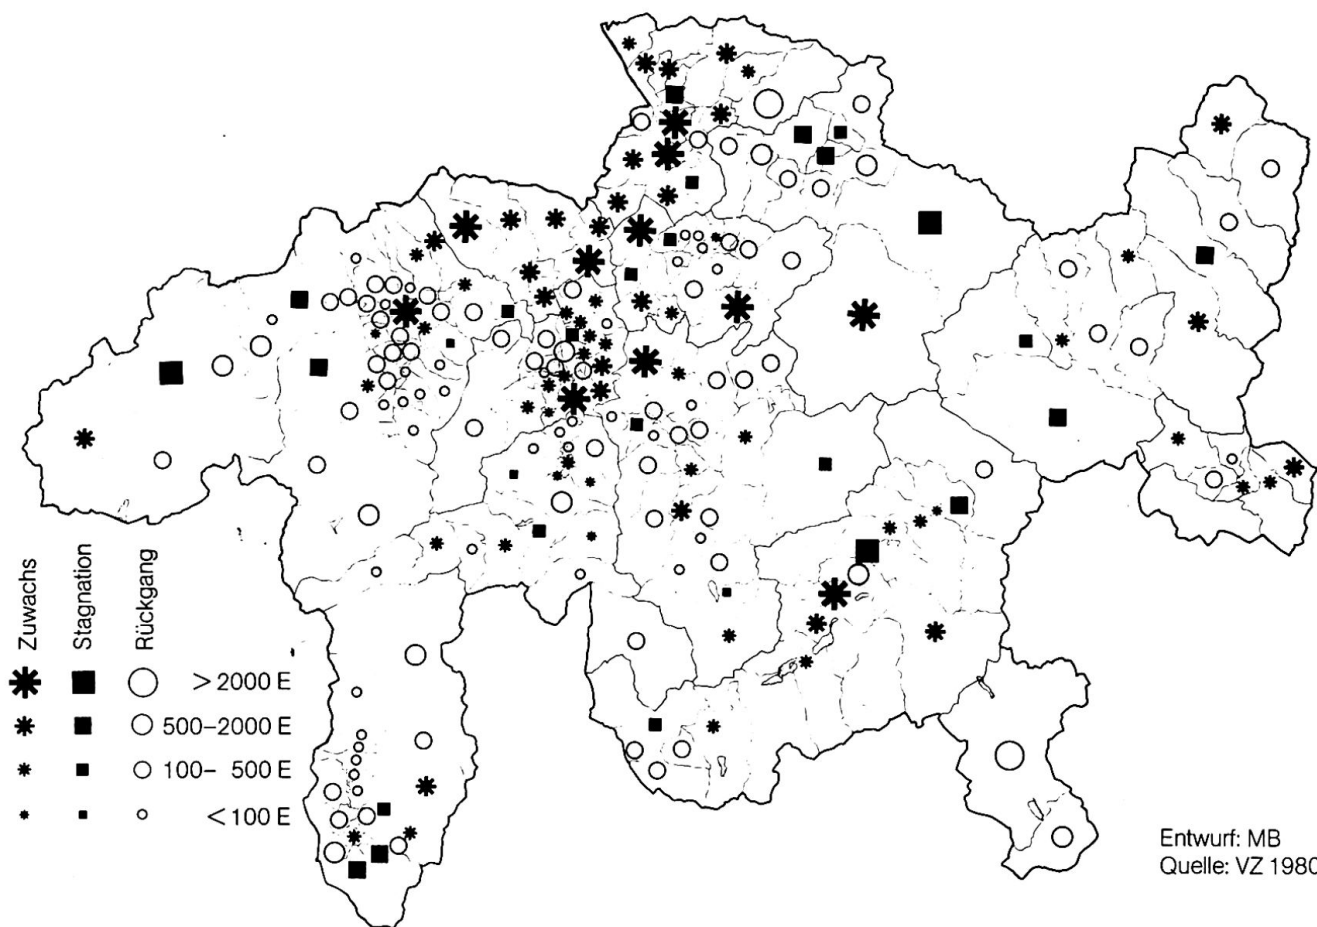 Zuwachs
Stagnation
Rückgang
> 2000 E
500–2000 E
100– 500 E
< 100 E
Entwurf: MB
Quelle: VZ 1980